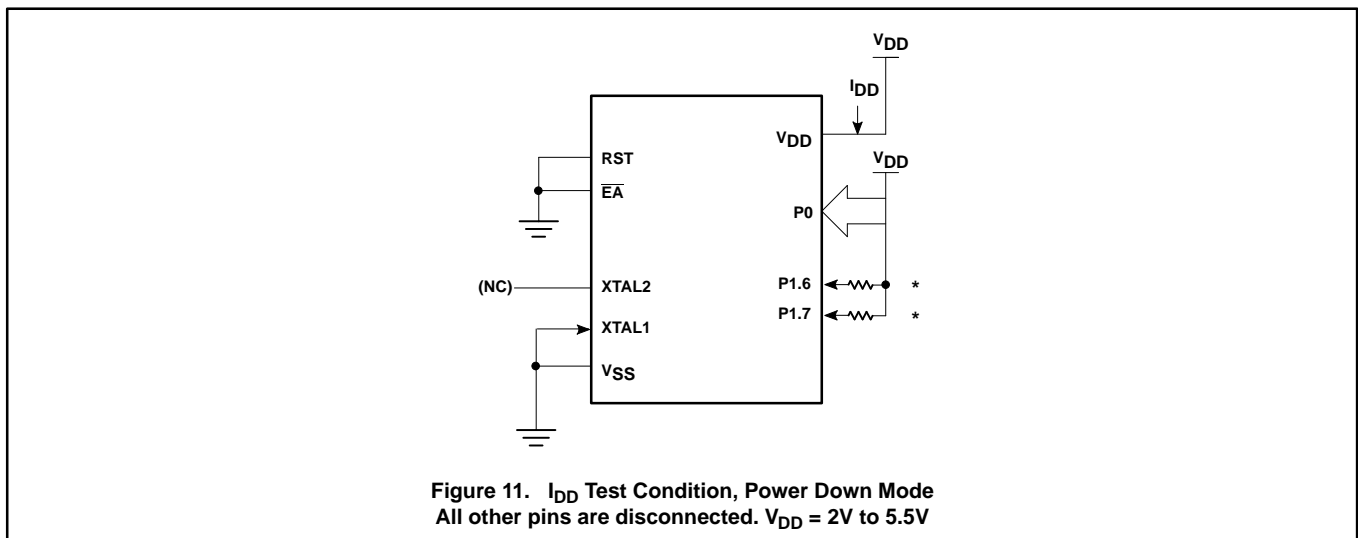 VDD
IDD
VDD
RST
VDD
EA
P0
(NC)
XTAL2
P1.6
*
XTAL1
P1.7
*
VSS
Figure 11. IDD Test Condition, Power Down Mode
All other pins are disconnected. VDD = 2V to 5.5V